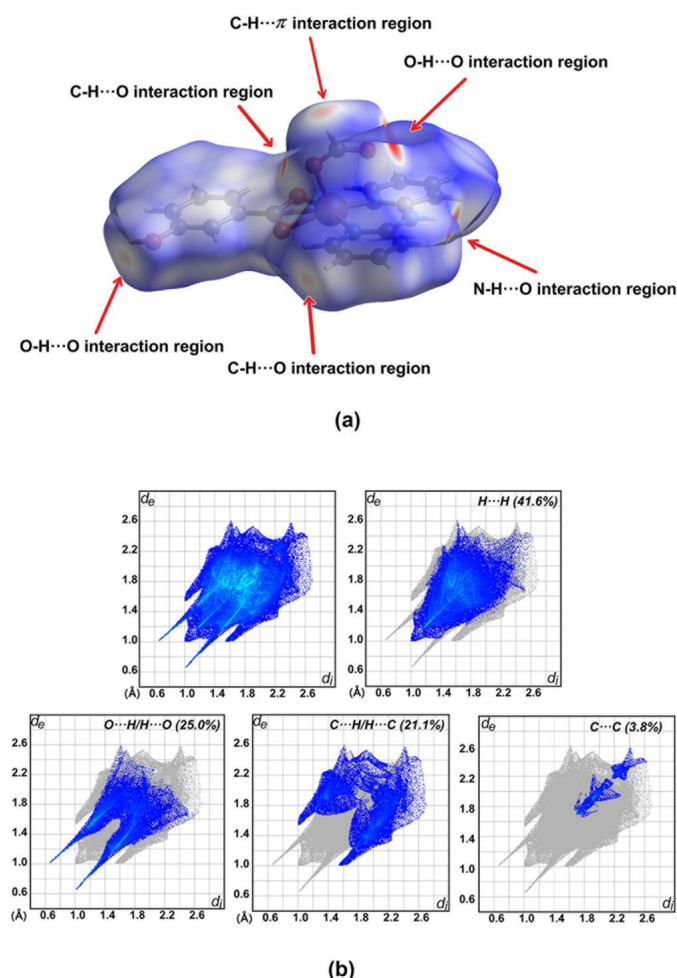 C-H···π interaction region
O-H···O interaction region
C-H···O interaction region
N-H···O interaction region
O-H···O interaction region
C-H···O interaction region
(a)
de
2.6
2.2
1.8
1.4
1.0
0.6
(Å) 0.6 1.0 1.4 1.8 2.2 2.6
di
de
H···H (41.6%)
2.6
2.2
1.8
1.4
1.0
0.6
(Å) 0.6 1.0 1.4 1.8 2.2 2.6
di
de
O···H/H···O (25.0%)
2.6
2.2
1.8
1.4
1.0
0.6
(Å) 0.6 1.0 1.4 1.8 2.2 2.6
di
de
C···H/H···C (21.1%)
2.6
2.2
1.8
1.4
1.0
0.6
(Å) 0.6 1.0 1.4 1.8 2.2 2.6
di
de
C···C (3.8%)
2.6
2.2
1.8
1.4
1.0
0.6
(Å) 0.6 1.0 1.4 1.8 2.2 2.6
di
(b)